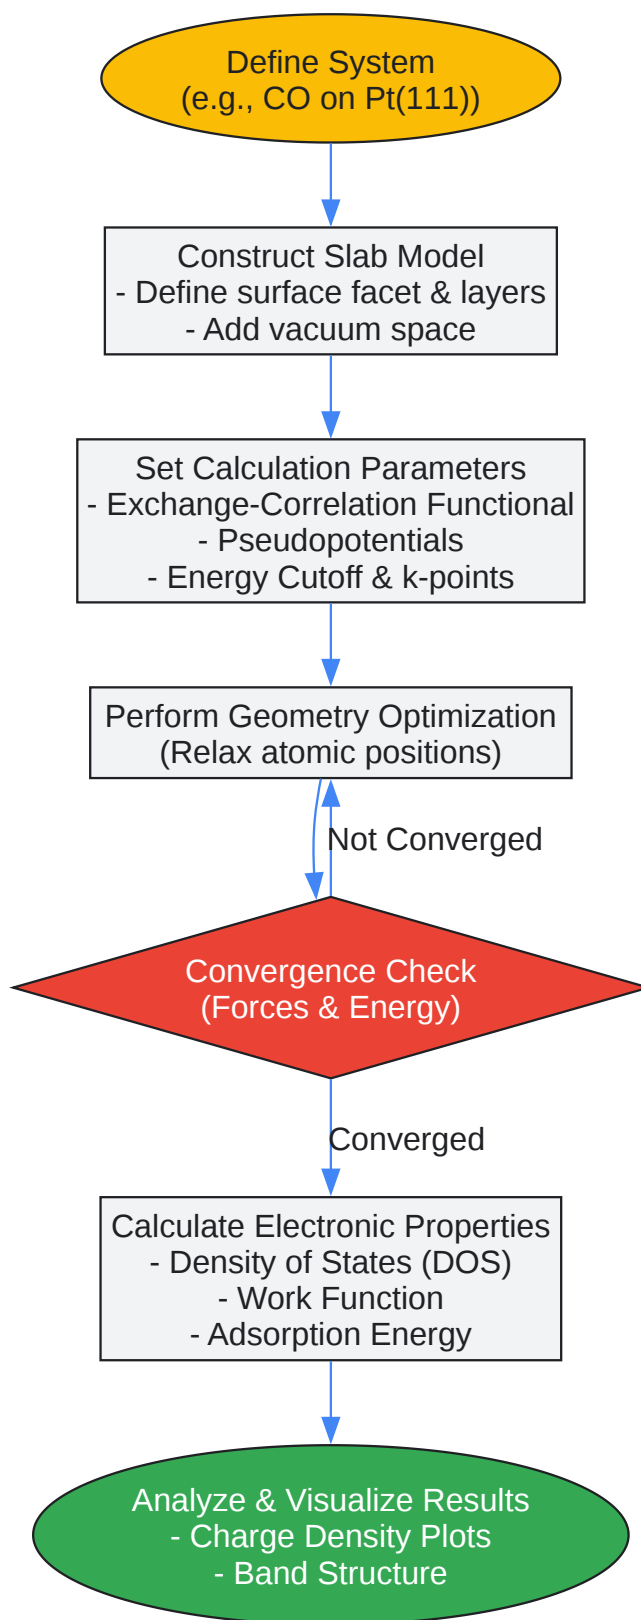 Define System
(e.g., CO on Pt(111))
Construct Slab Model
- Define surface facet & layers
- Add vacuum space
Set Calculation Parameters
- Exchange-Correlation Functional
- Pseudopotentials
- Energy Cutoff & k-points
Perform Geometry Optimization
(Relax atomic positions)
Not Converged
Convergence Check
(Forces & Energy)
Converged
Calculate Electronic Properties
- Density of States (DOS)
- Work Function
- Adsorption Energy
Analyze & Visualize Results
- Charge Density Plots
- Band Structure